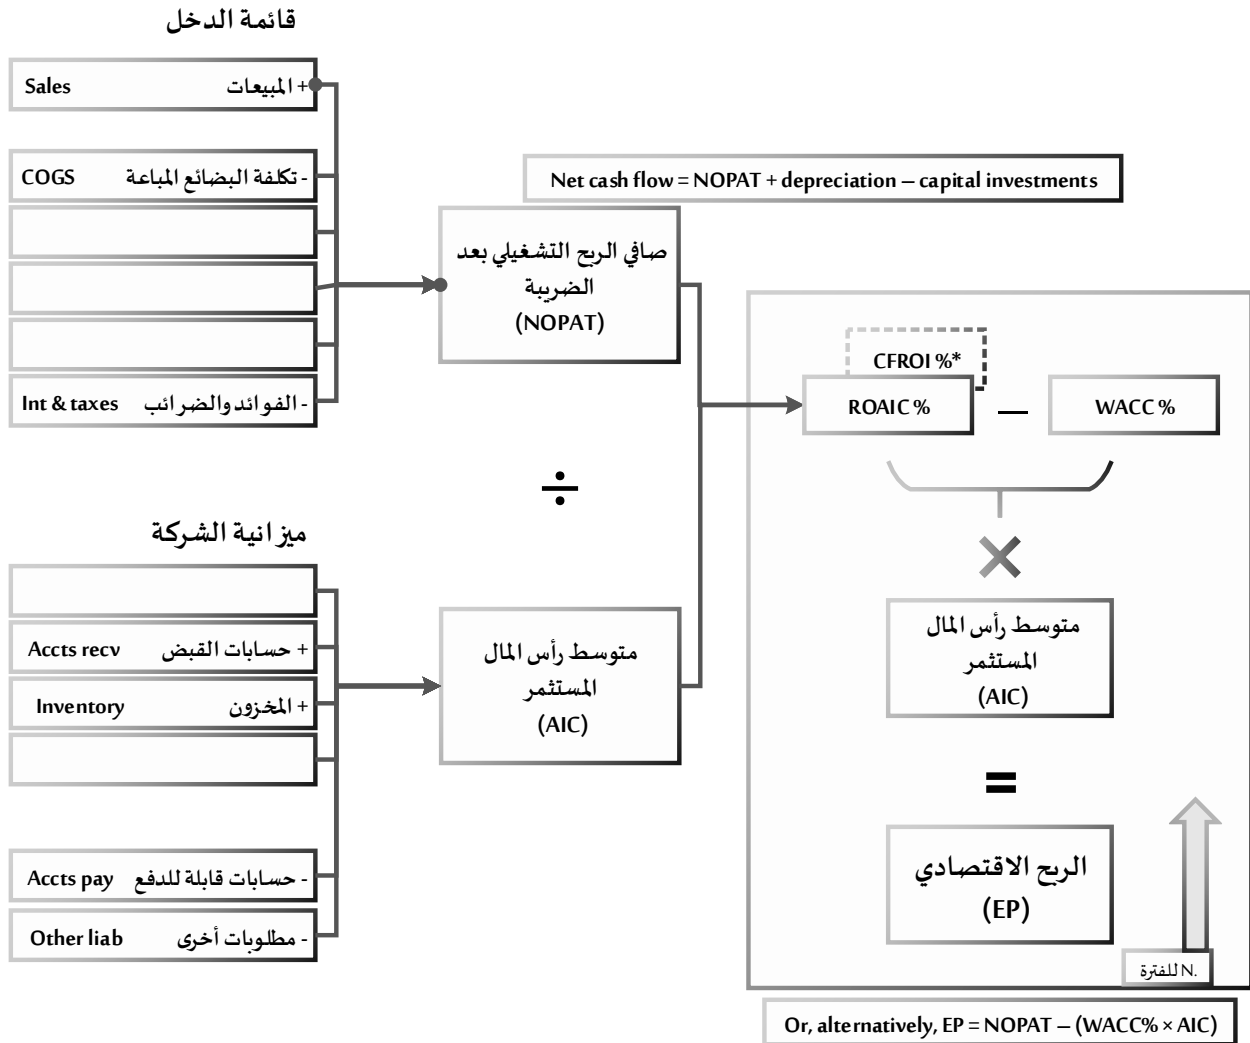 قائمة الدخل
Sales + المبيعات
COGS - تكلفة البضائع المباعة
Int & taxes - الفوائد والضرائب
Net cash flow = NOPAT + depreciation – capital investments
صافي الربح التشغيلي بعد
الضريبة
(NOPAT)
CFROI %*
ROAIC %
—
WACC %
÷
×
ميزانية الشركة
Accts recv + حسابات القبض
Inventory + المخزون
Accts pay - حسابات قابلة للدفع
Other liab - مطلوبات أخرى
متوسط رأس المال
المستثمر
(AIC)
متوسط رأس المال
المستثمر
(AIC)
=
الربح الاقتصادي
(EP)
للفترة N.
Or, alternatively, EP = NOPAT – (WACC% × AIC)